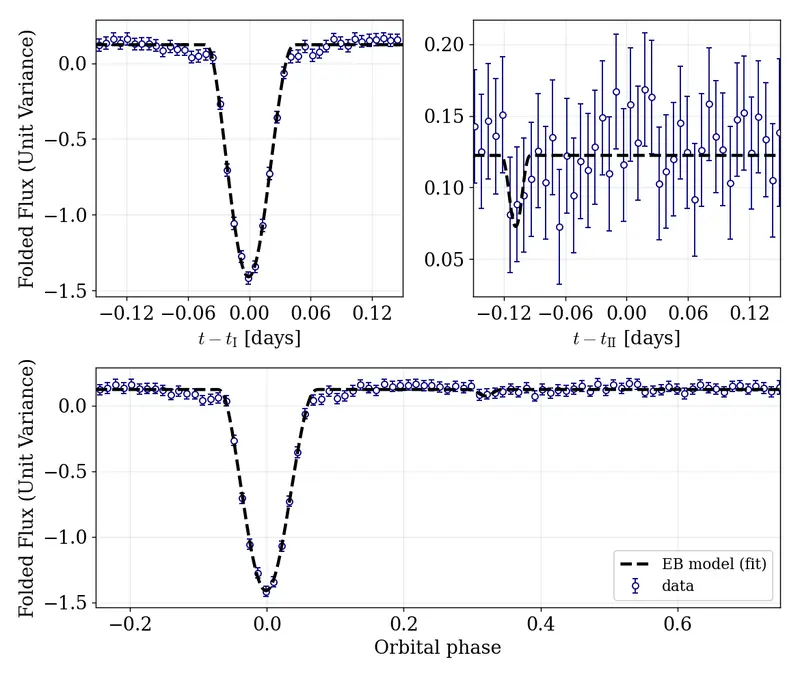 Folded Flux (Unit Variance)
0.0
−0.5
−1.0
−1.5
−0.12 −0.06 0.00 0.06 0.12
t − tI [days]
0.20
0.15
0.10
0.05
−0.12 −0.06 0.00 0.06 0.12
t − tII [days]
Folded Flux (Unit Variance)
0.0
−0.5
−1.0
−1.5
−0.2 0.0 0.2 0.4 0.6
Orbital phase
EB model (fit)
data